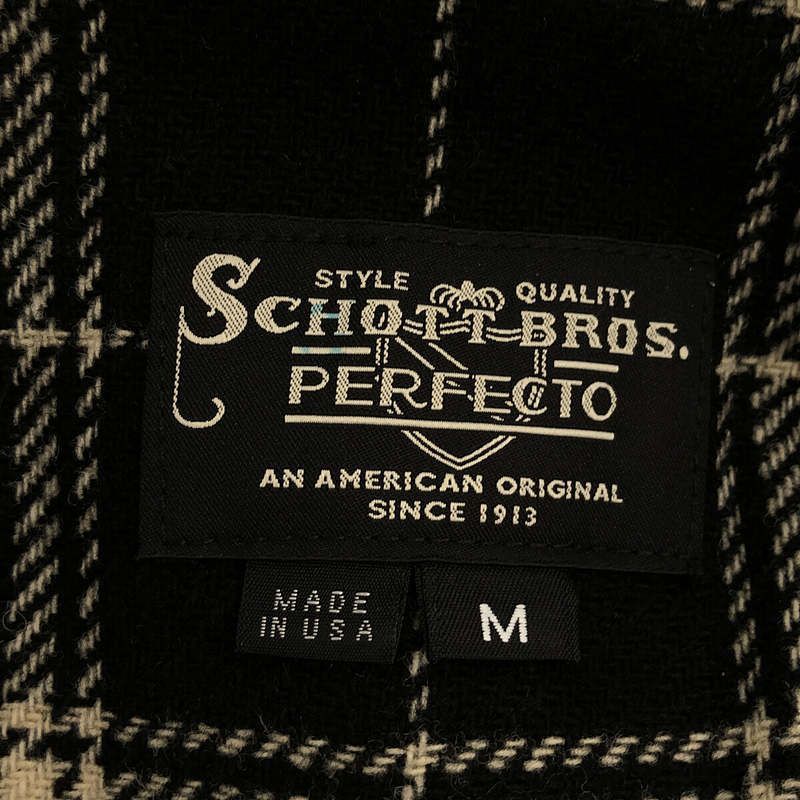 STYLE QUALITY
SCHOTT BROS.
PERFECTO
AN AMERICAN ORIGINAL
SINCE 1913
MADE
IN USA
M